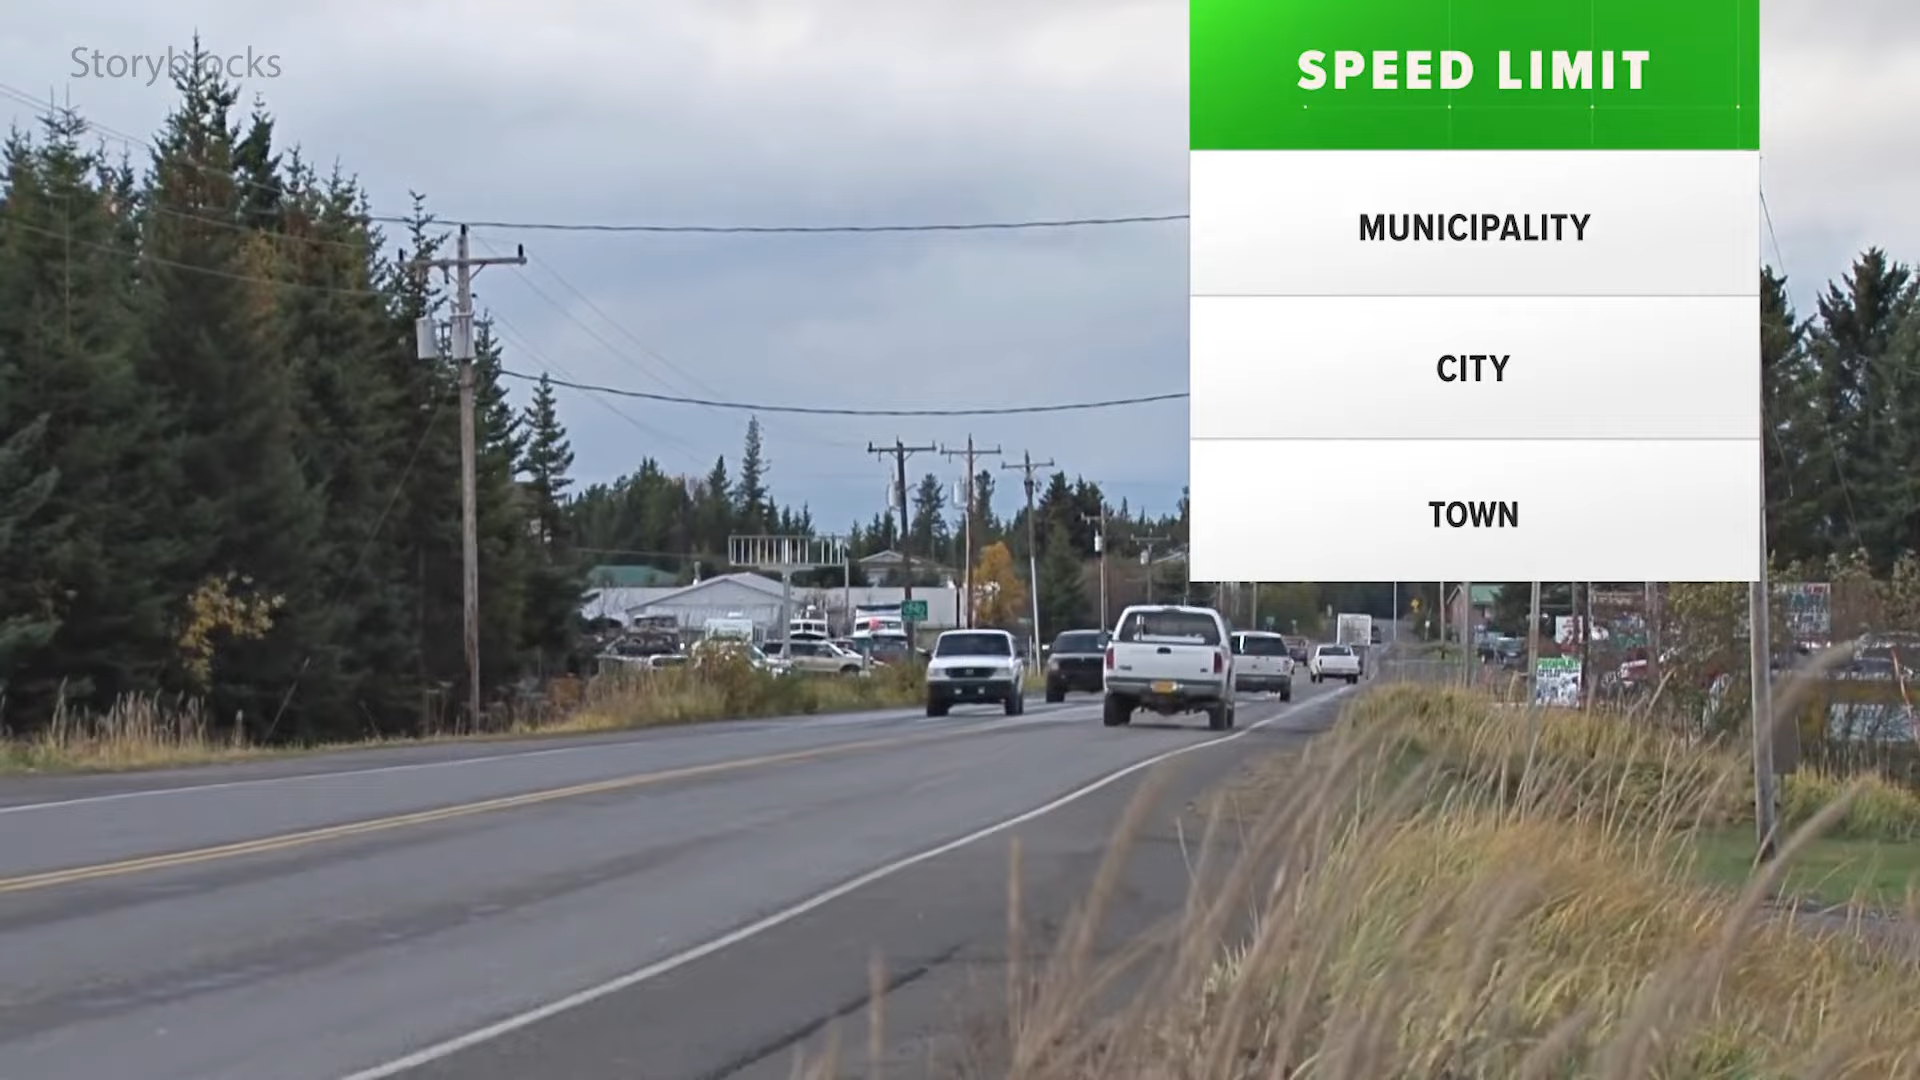 Storyblocks
SPEED LIMIT
MUNICIPALITY
CITY
TOWN